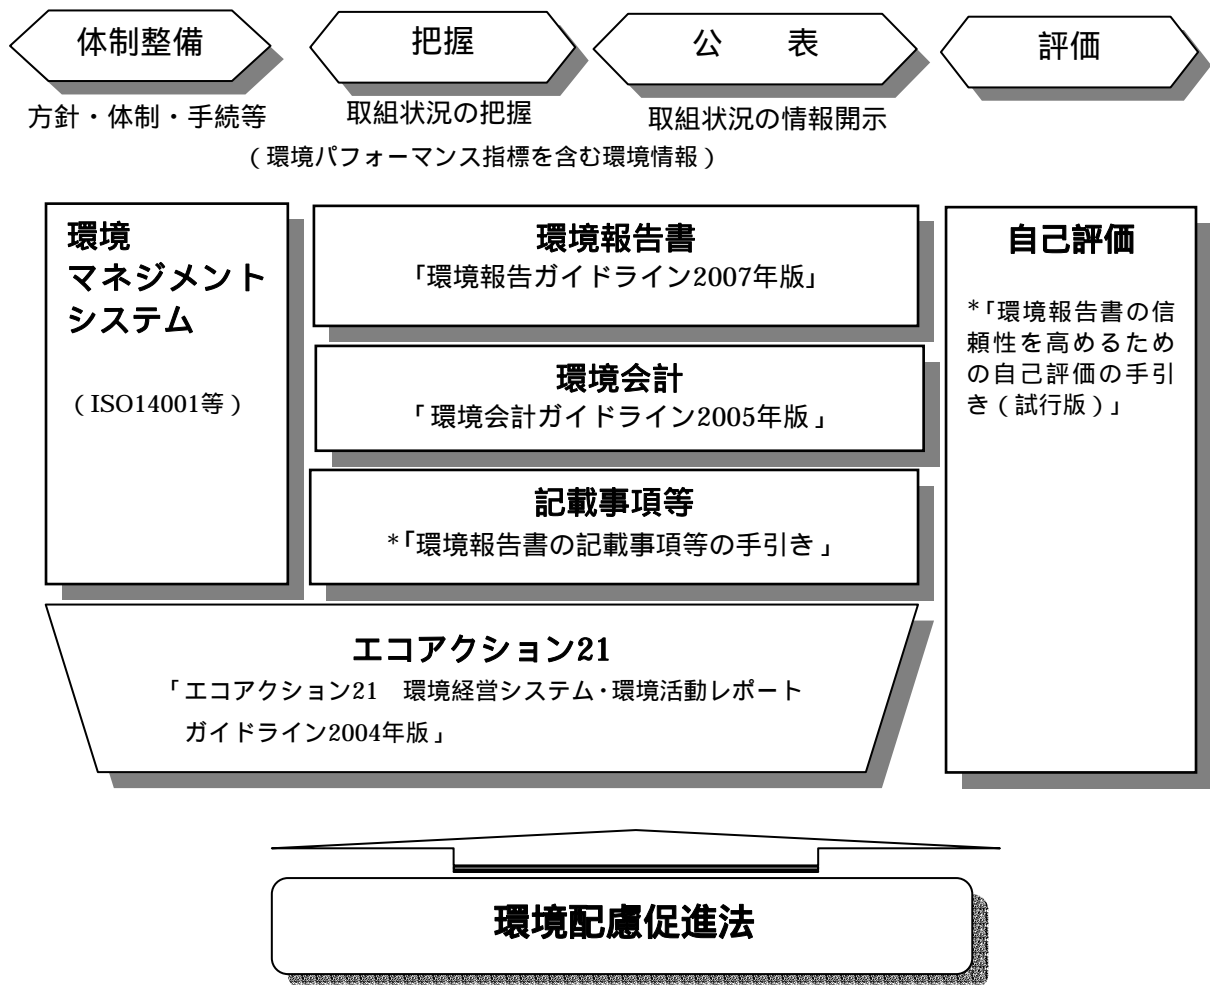 体制整備
把握
公　　表
評価
方針・体制・手続等
取組状況の把握
取組状況の情報開示
（環境パフォーマンス指標を含む環境情報）
環境
マネジメント
システム
（ISO14001等）
環境報告書
「環境報告ガイドライン2007年版」
環境会計
「環境会計ガイドライン2005年版」
記載事項等
*「環境報告書の記載事項等の手引き」
自己評価
*「環境報告書の信
頼性を高めるため
の自己評価の手引
き（試行版）」
エコアクション21
「エコアクション21　環境経営システム・環境活動レポート
ガイドライン2004年版」
環境配慮促進法